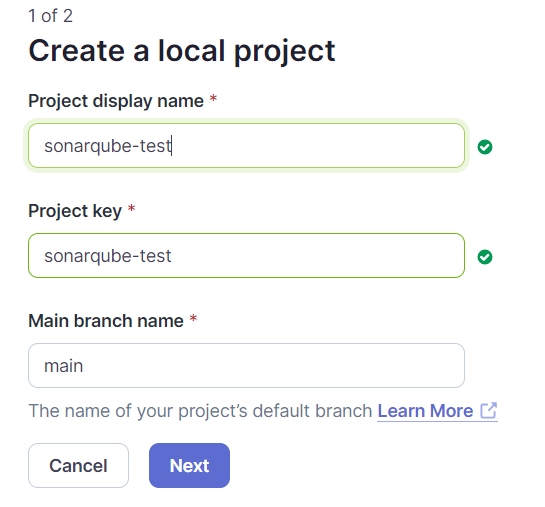 1 of 2
Create a local project
Project display name *
sonarqube-test
Project key *
sonarqube-test
Main branch name *
main
The name of your project’s default branch Learn More
Cancel Next